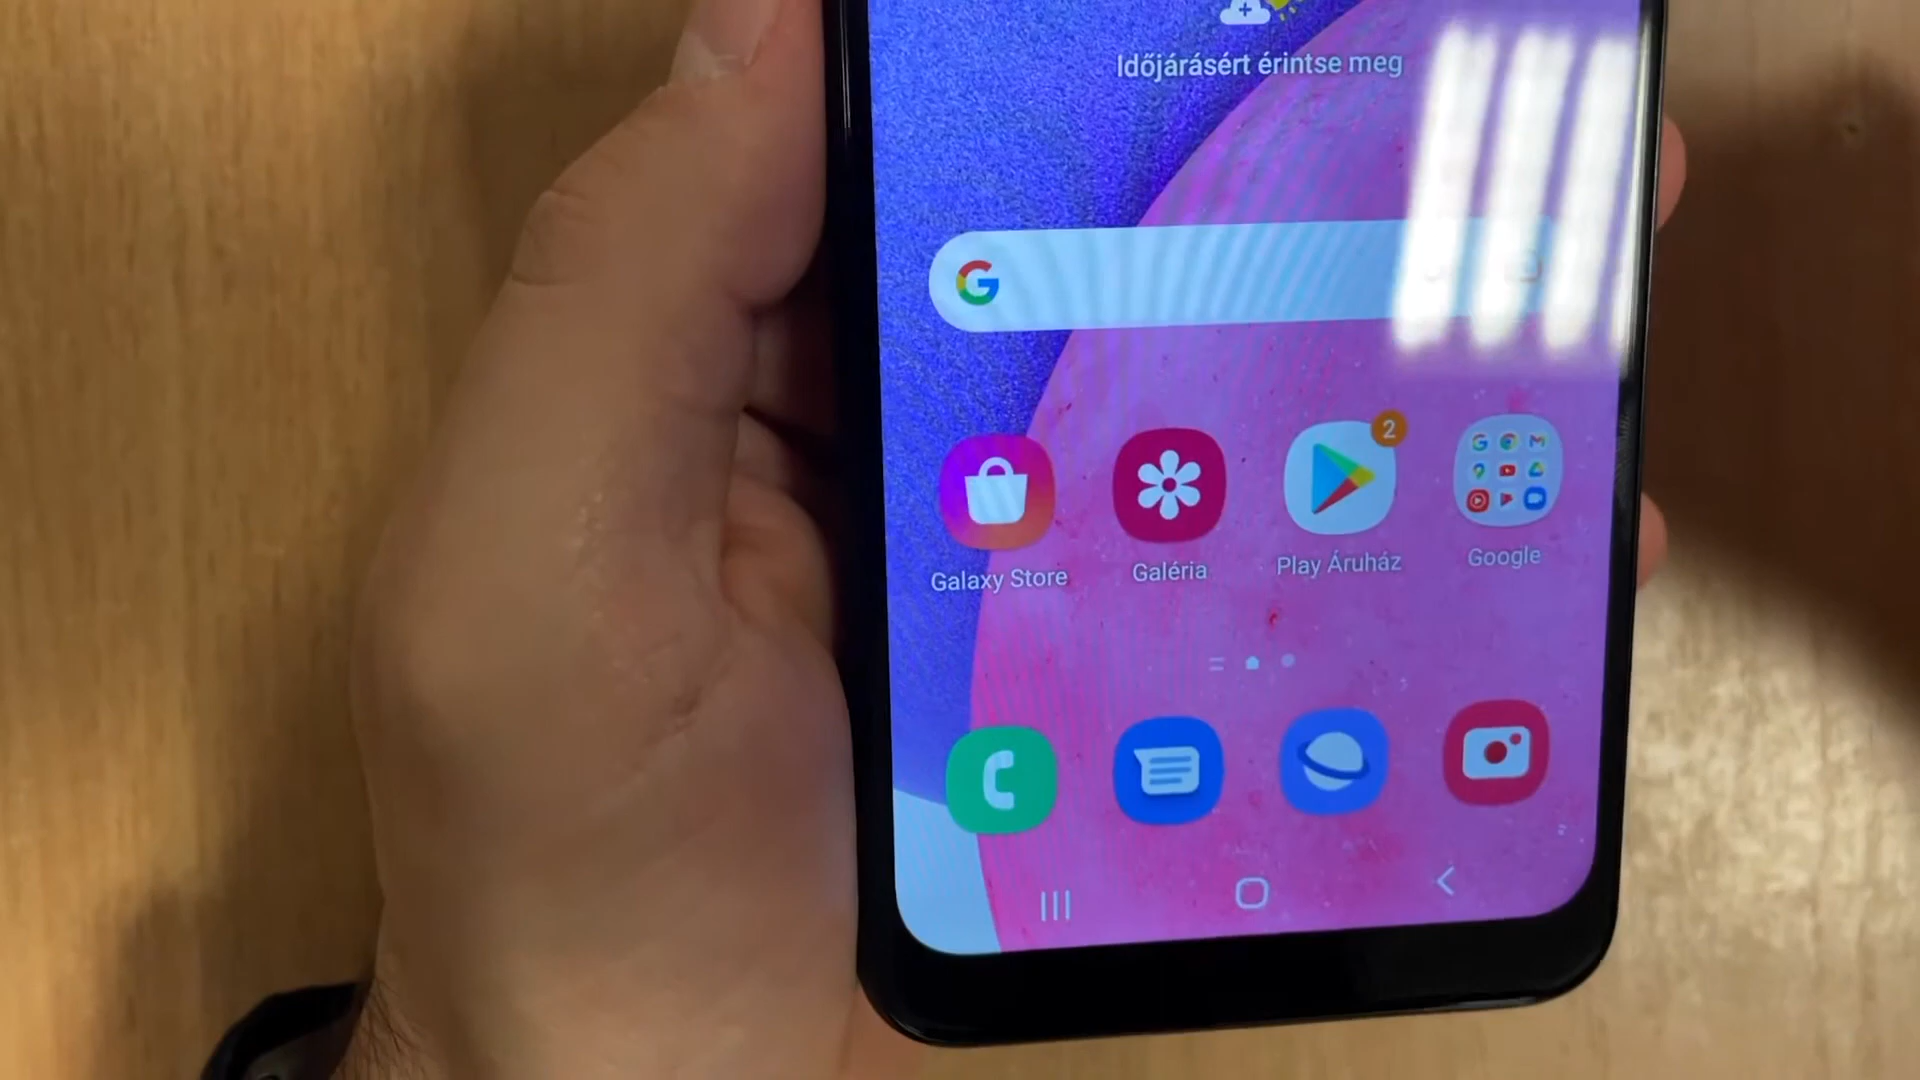 Időjárásért érintse meg
G
2
Galaxy Store
Galéria
Play Áruház
Google